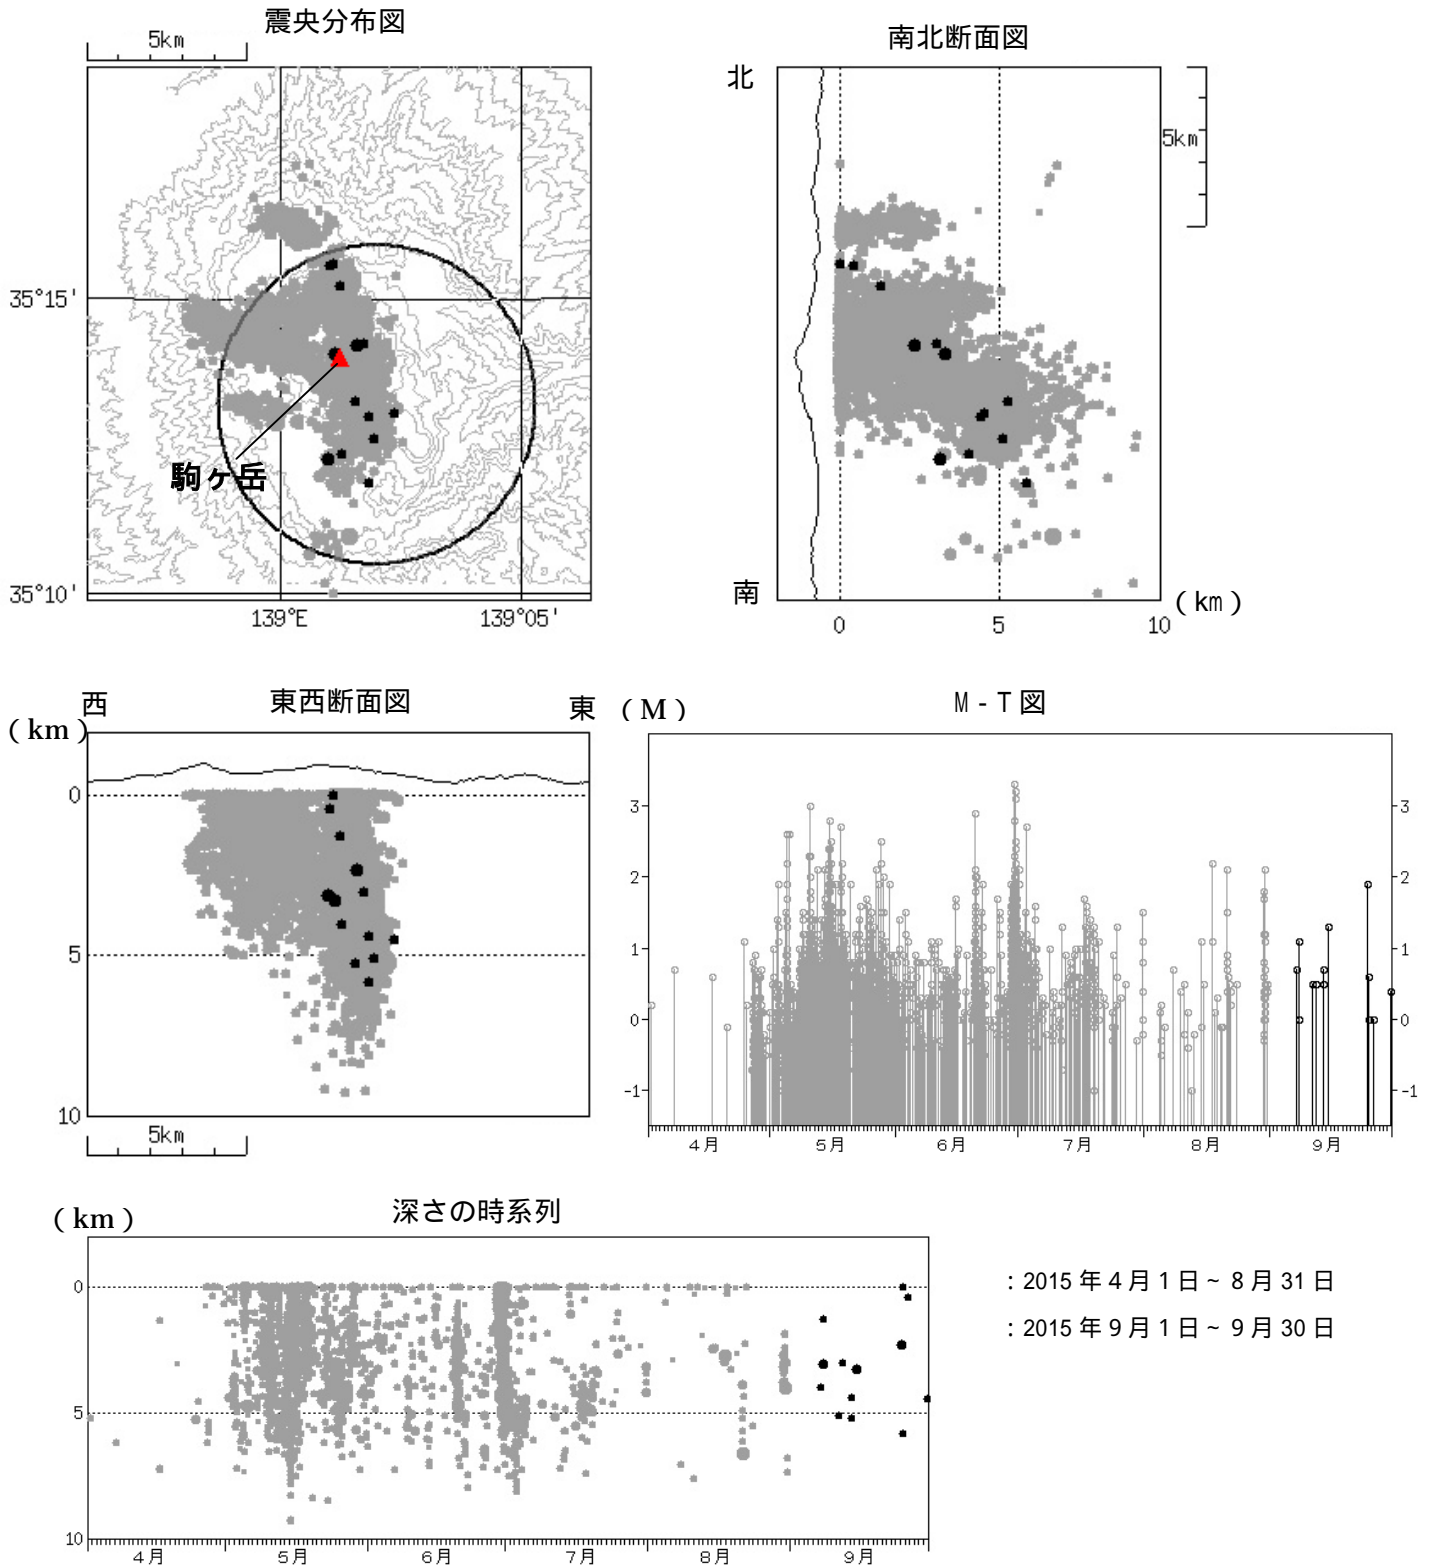 震央分布図
5km
35°15'
35°10'
139°E
139°05'
駒ヶ岳
南北断面図
北
南
5km
0
5
10
(km)
東西断面図
西
東
(km)
0
5
10
5km
M-T図
(M)
3
2
1
0
-1
3
2
1
0
-1
4月
5月
6月
7月
8月
9月
深さの時系列
(km)
0
5
10
4月
5月
6月
7月
8月
9月
:2015年4月1日~8月31日
:2015年9月1日~9月30日